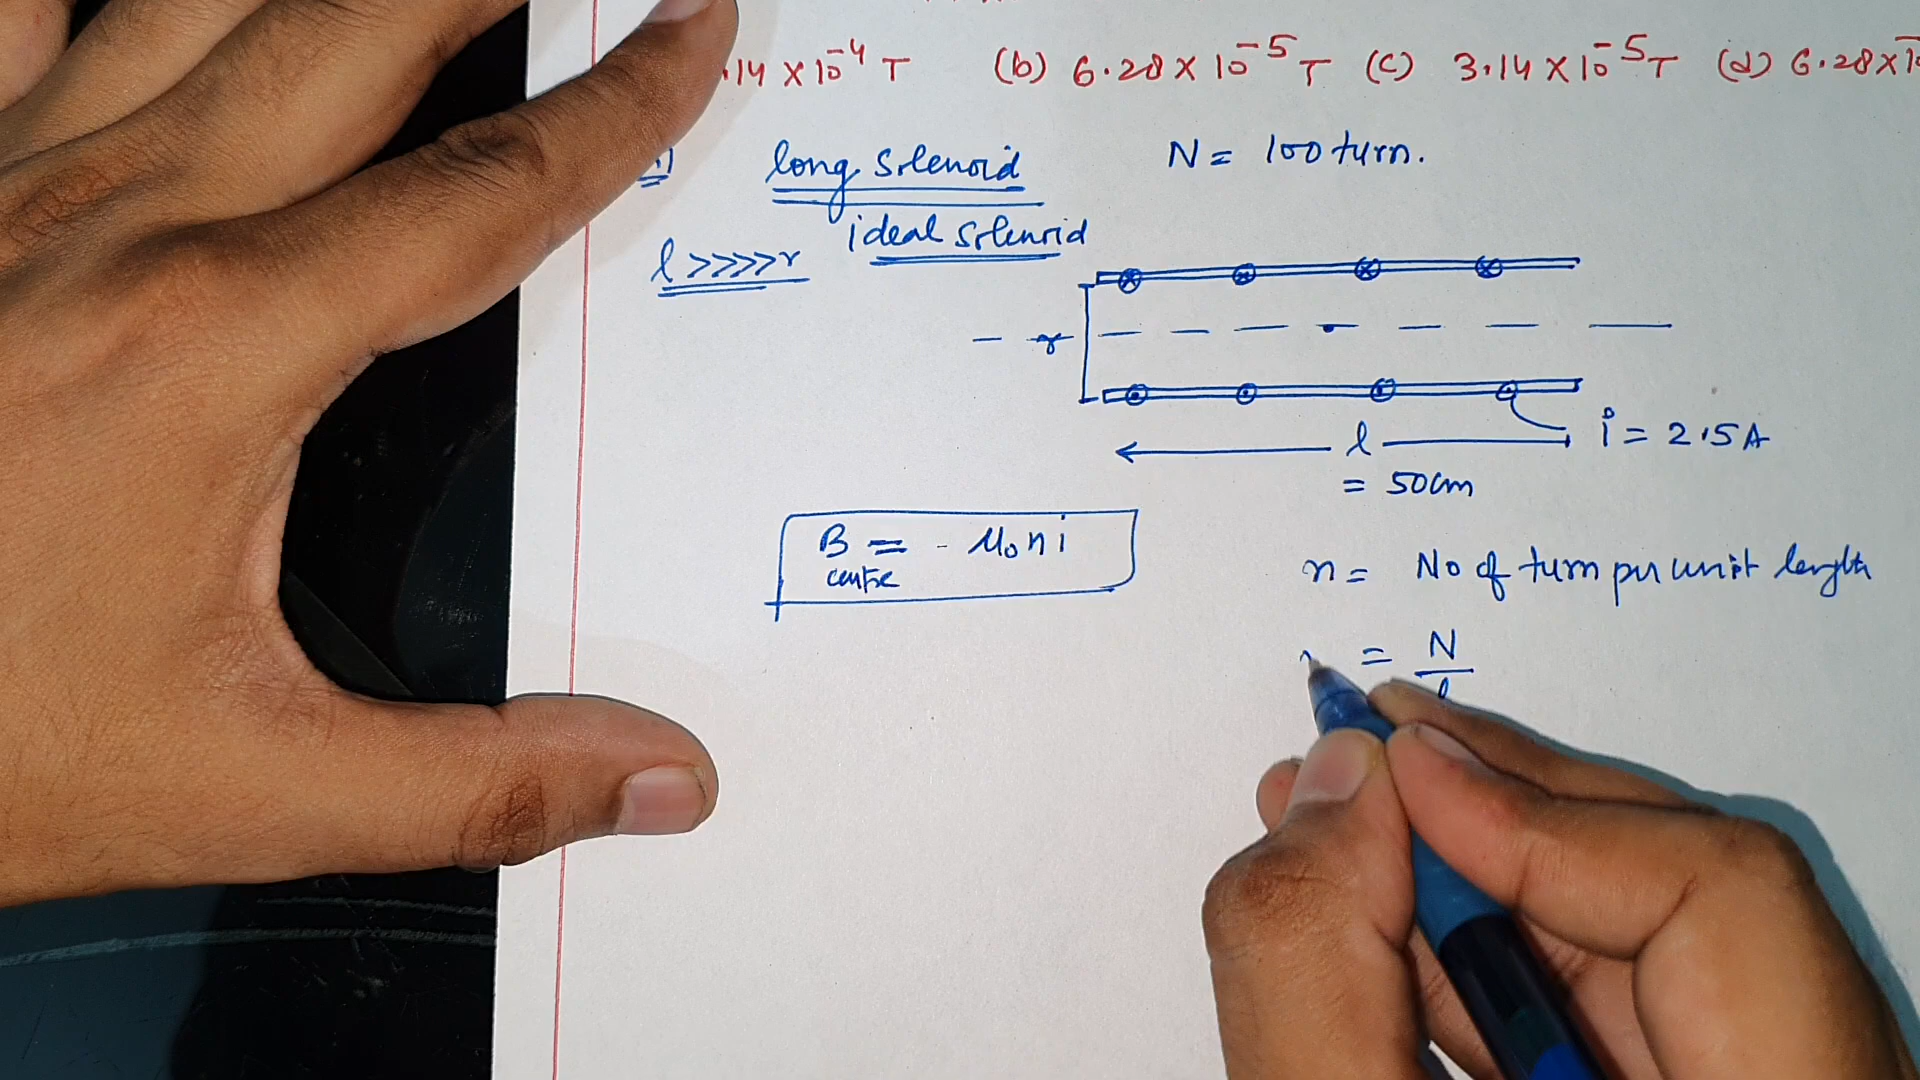 .14 × 10⁻⁴ T (b) 6.28 × 10⁻⁵ T (c) 3.14 × 10⁻⁵ T (d) 6.28×10
long Solenoid
N = 100 turn.
ideal Solenoid
l >>>> r
r
i = 2.5A
l
= 50cm
B = - μ₀ n i
centre
n = No of turn per unit length
n = N/l